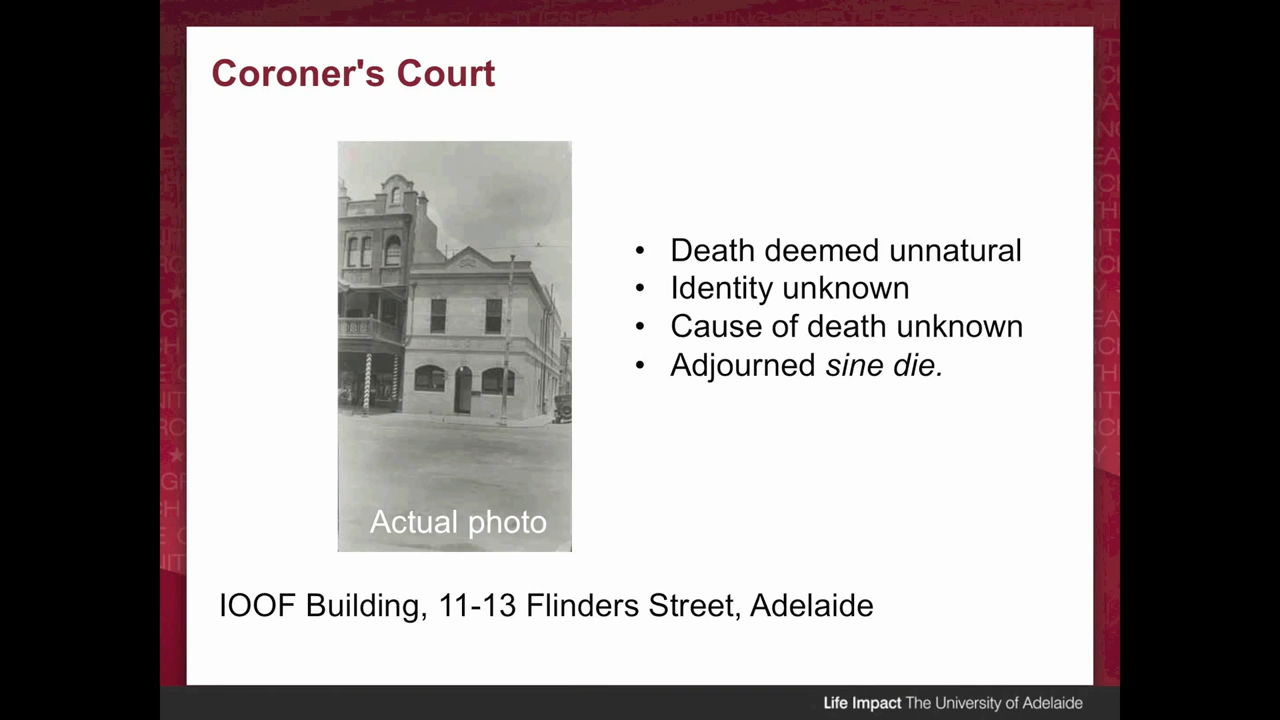 Coroner's Court
• Death deemed unnatural
• Identity unknown
• Cause of death unknown
• Adjourned sine die.
Actual photo
IOOF Building, 11-13 Flinders Street, Adelaide
Life Impact The University of Adelaide